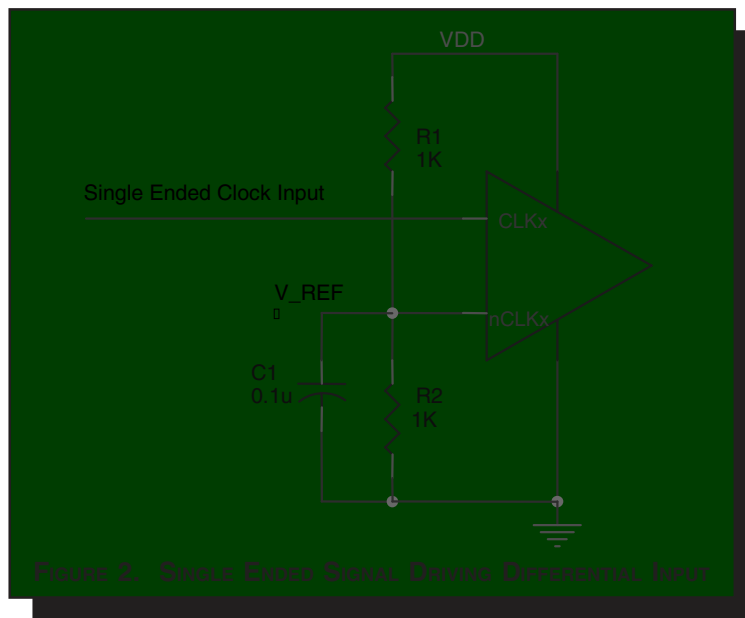 VDD
R1
1K
Single Ended Clock Input
CLKx
V_REF
nCLKx
C1
0.1u
R2
1K
FIGURE 2. SINGLE ENDED SIGNAL DRIVING DIFFERENTIAL INPUT